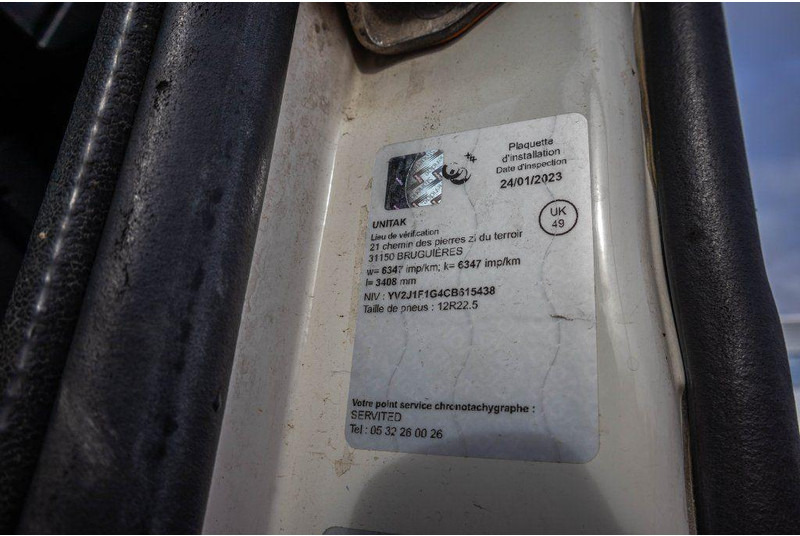 Plaquette
d'installation
Date d'inspection
24/01/2023
UK
49
UNITAK
Lieu de vérification
21 chemin des pierres zi du terroir
31150 BRUGUIÈRES
w= 6347 imp/km; k= 6347 imp/km
l= 3408 mm
NIV : YV2J1F1G4CB615438
Taille de pneus : 12R22.5
Votre point service chronotachygraphe :
SERVITED
Tel : 05 32 26 00 26